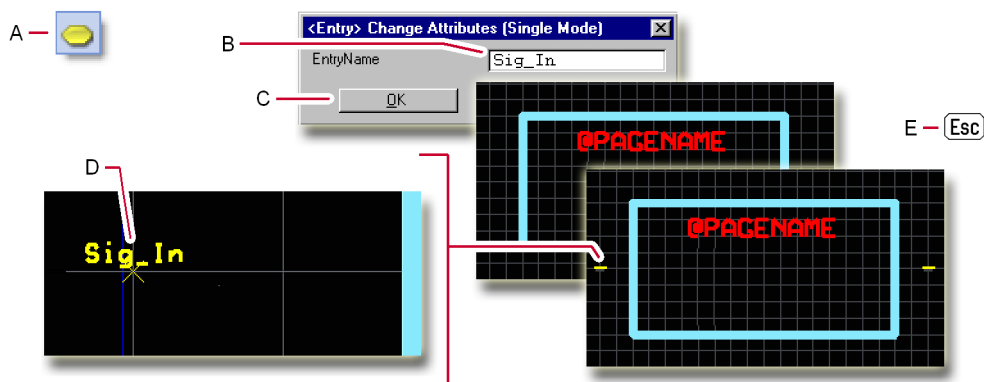 A
<Entry> Change Attributes (Single Mode)
B
EntryName
Sig_In
C
OK
@PAGENAME
E
Esc
D
Sig_In
@PAGENAME